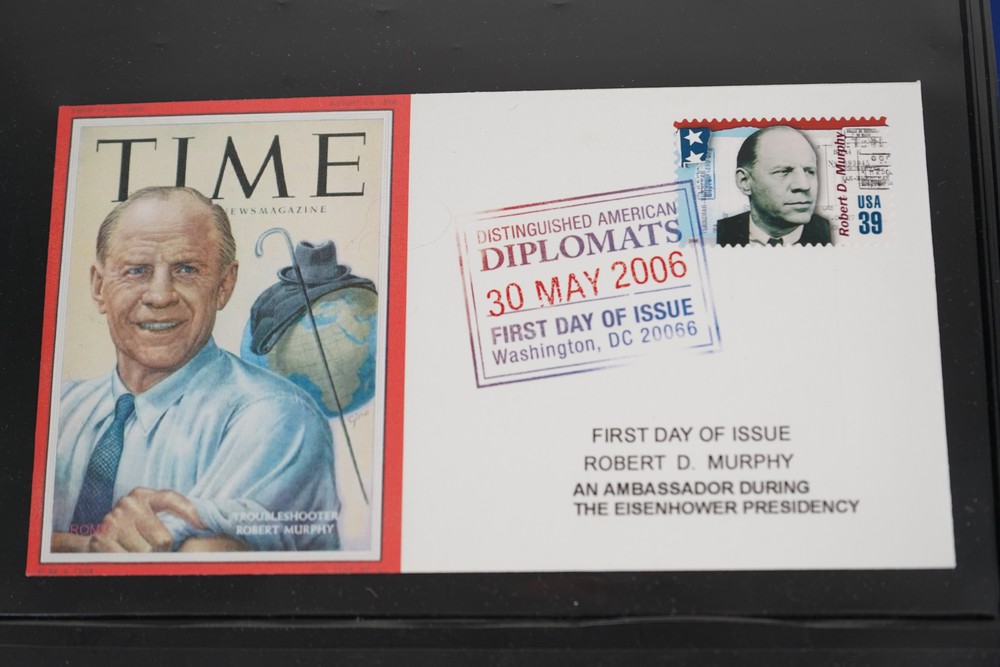 TIME
NEWSMAGAZINE
TROUBLESHOOTER
ROBERT MURPHY
DISTINGUISHED AMERICAN
DIPLOMATS
30 MAY 2006
FIRST DAY OF ISSUE
Washington, DC 20066
Robert D. Murphy
USA
39
FIRST DAY OF ISSUE
ROBERT D. MURPHY
AN AMBASSADOR DURING
THE EISENHOWER PRESIDENCY